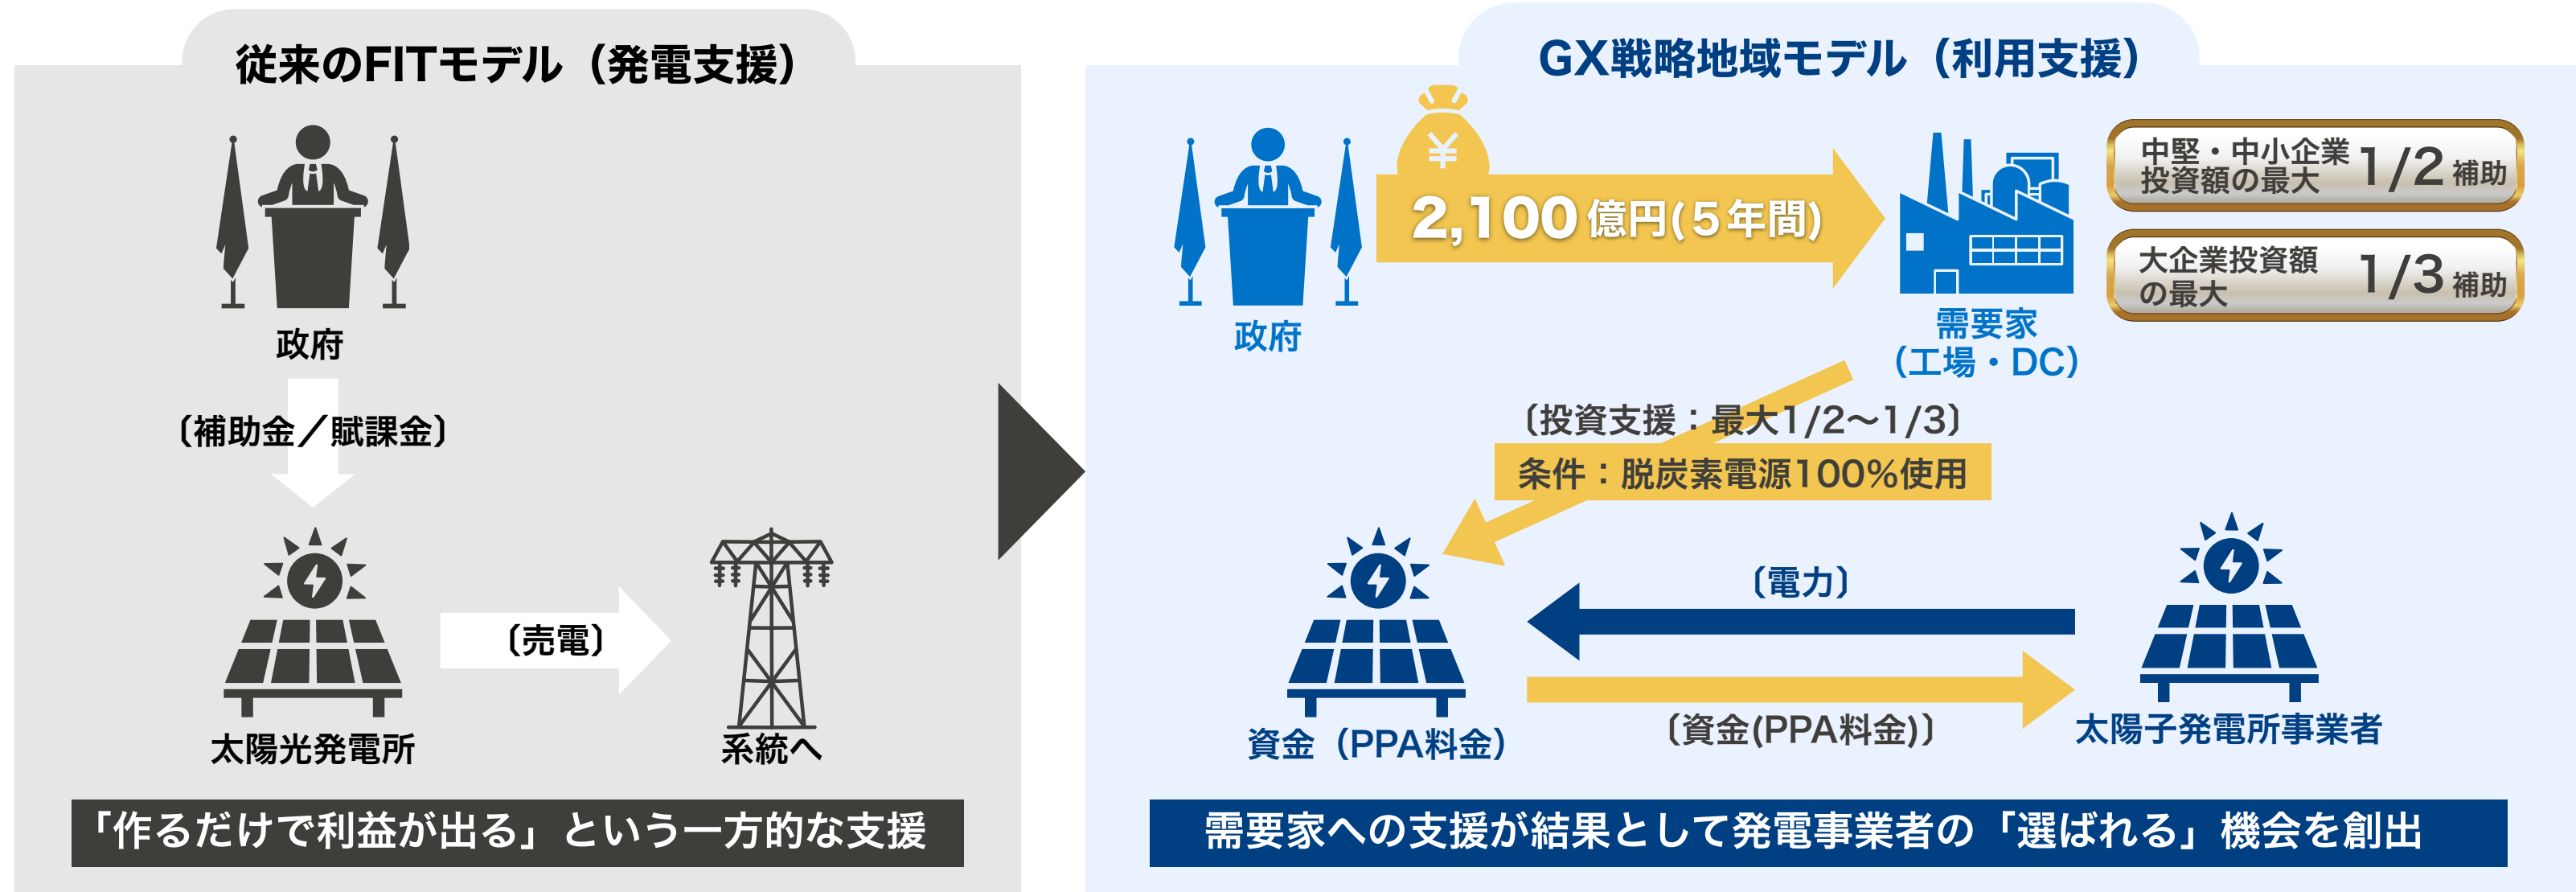 従来のFITモデル（発電支援）
政府
〔補助金／賦課金〕
太陽光発電所
〔売電〕
系統へ
「作るだけで利益が出る」という一方的な支援
GX戦略地域モデル（利用支援）
政府
¥
2,100億円(５年間)
需要家
（工場・DC）
中堅・中小企業
投資額の最大 1/2 補助
大企業投資額
の最大 1/3 補助
〔投資支援：最大1/2〜1/3〕
条件：脱炭素電源100%使用
〔電力〕
〔資金(PPA料金)〕
資金（PPA料金）
太陽子発電所事業者
需要家への支援が結果として発電事業者の「選ばれる」機会を創出